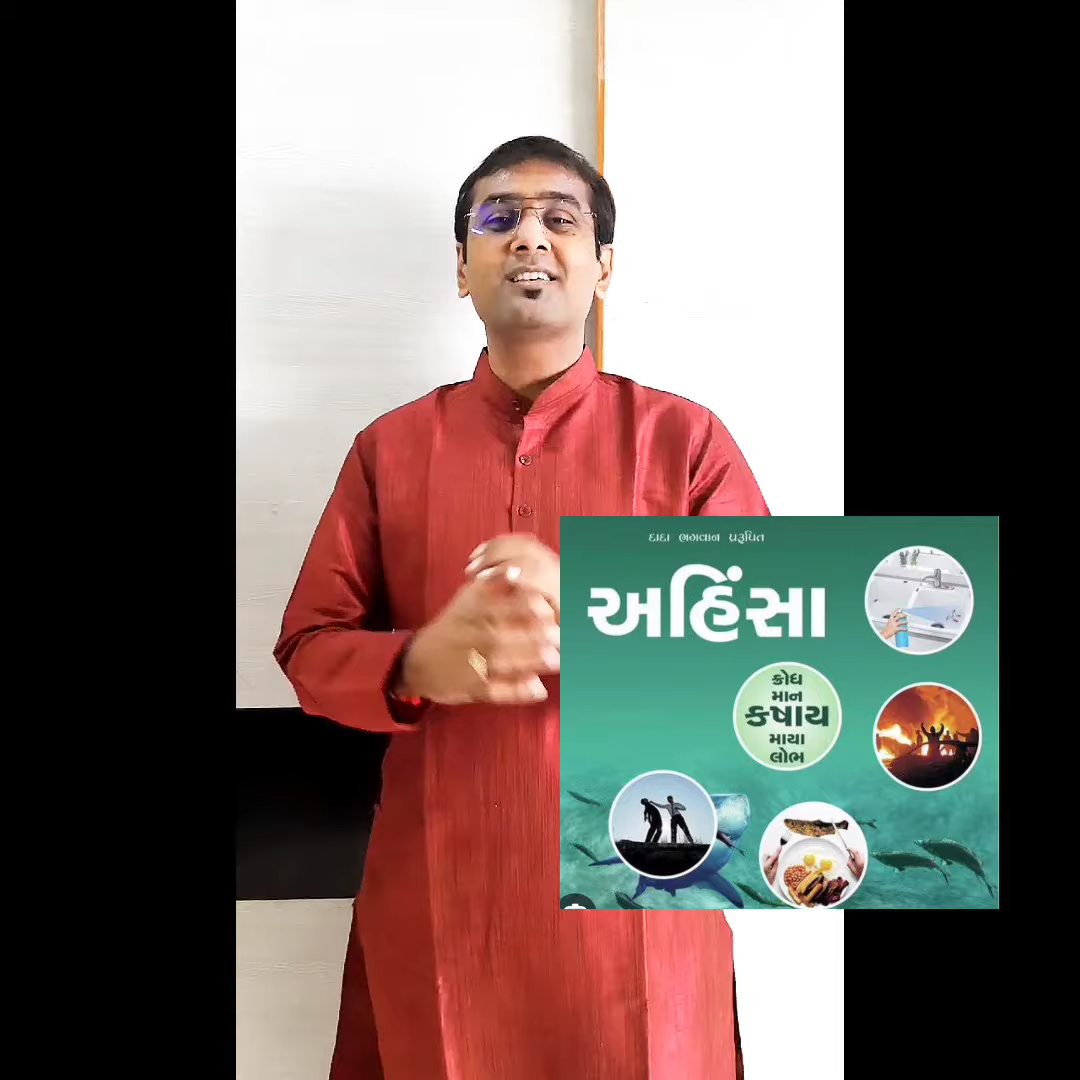 દાદા ભગવાન પ્રરૂપિત
અહિંસા
ક્રોધ
માન
કષાય
માયા
લોભ